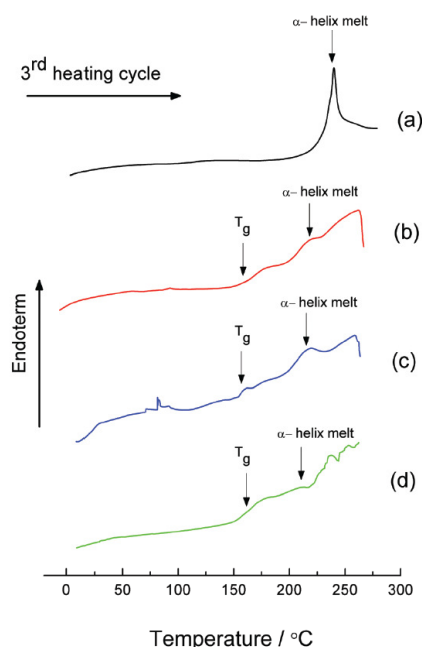 α– helix melt
3rd heating cycle
(a)
α– helix melt
Tg
(b)
α– helix melt
Tg
(c)
α– helix melt
Tg
(d)
Endoterm
0 50 100 150 200 250 300
Temperature / °C